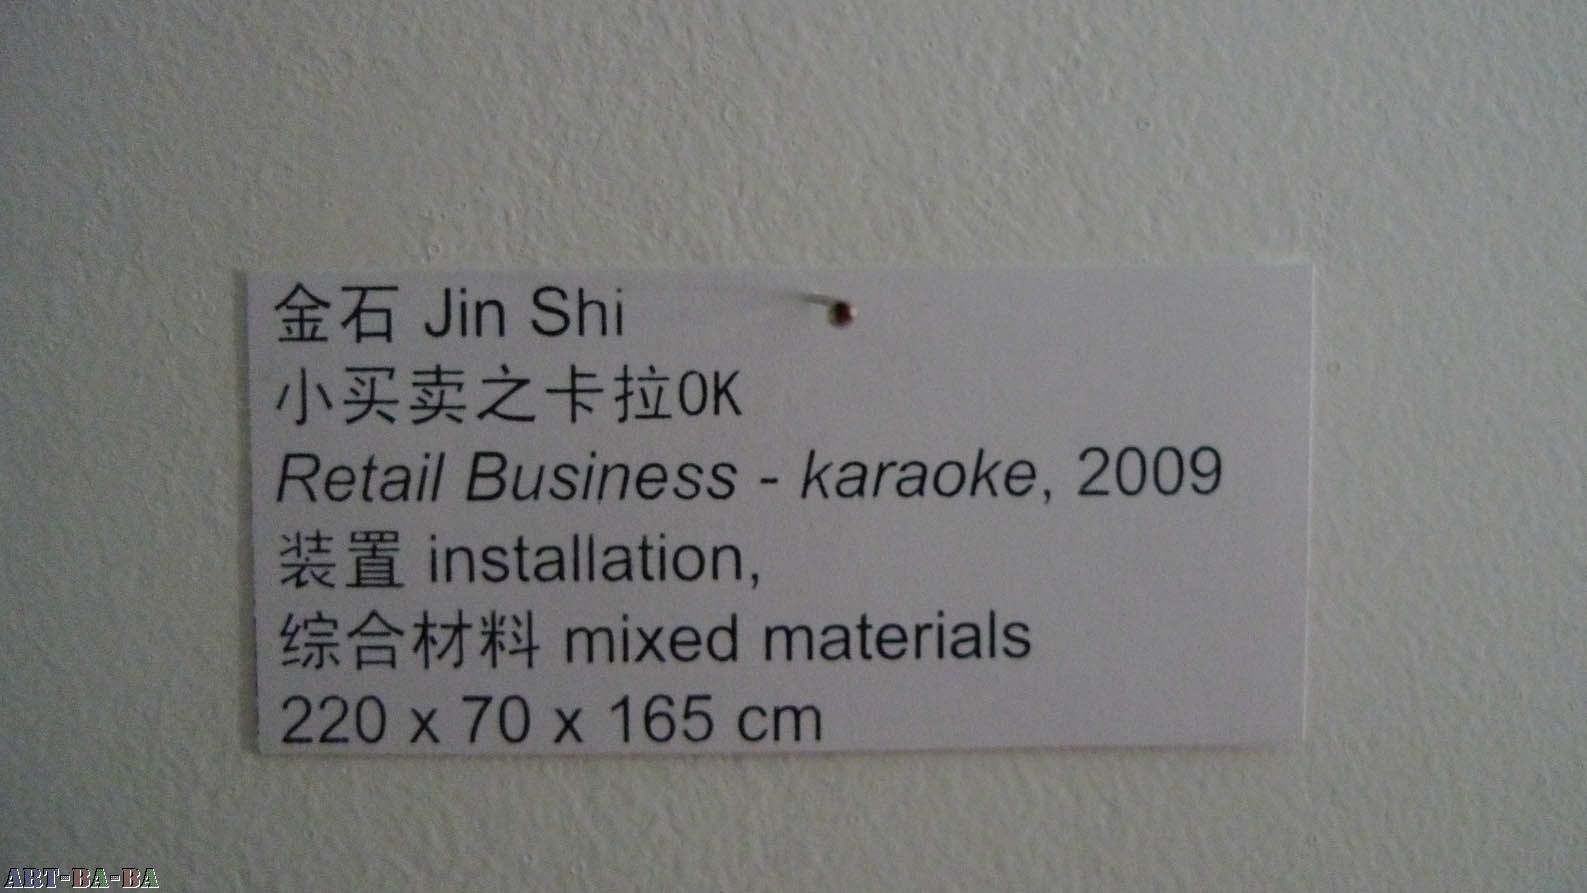 金石 Jin Shi
小买卖之卡拉OK
Retail Business - karaoke, 2009
装置 installation,
综合材料 mixed materials
220 x 70 x 165 cm
ART-BA-BA